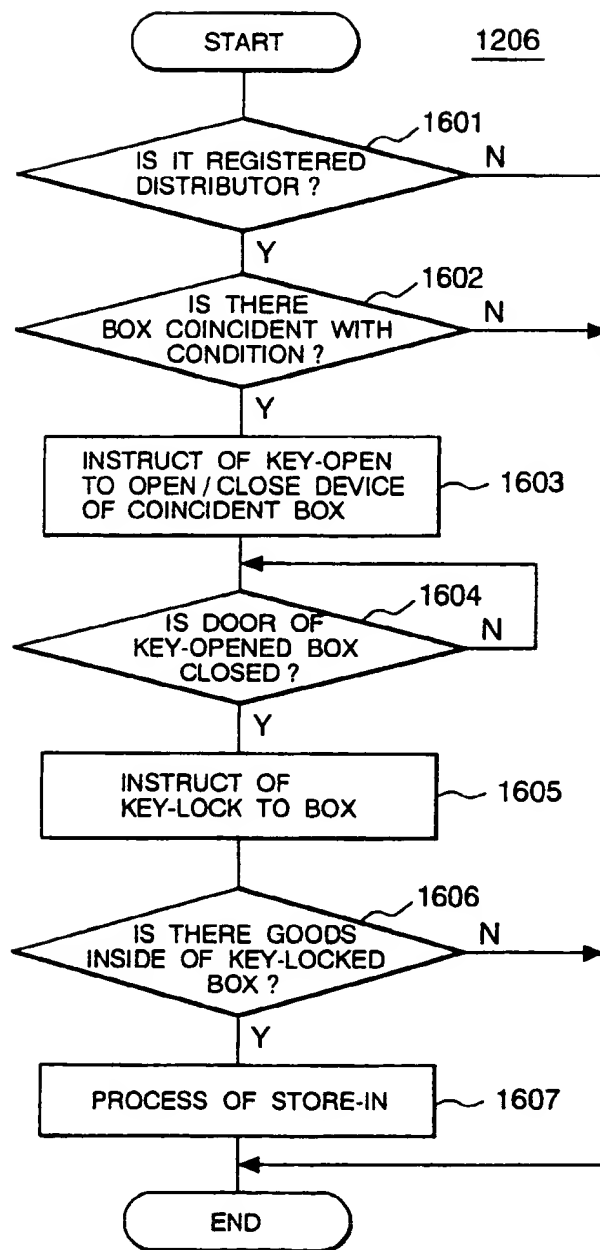 START
1206
1601
IS IT REGISTERED
DISTRIBUTOR ?
N
Y
1602
IS THERE
BOX COINCIDENT WITH
CONDITION ?
N
Y
INSTRUCT OF KEY-OPEN
TO OPEN / CLOSE DEVICE
OF COINCIDENT BOX
1603
1604
IS DOOR OF
KEY-OPENED BOX
CLOSED ?
N
Y
INSTRUCT OF
KEY-LOCK TO BOX
1605
1606
IS THERE GOODS
INSIDE OF KEY-LOCKED
BOX ?
N
Y
PROCESS OF STORE-IN
1607
END